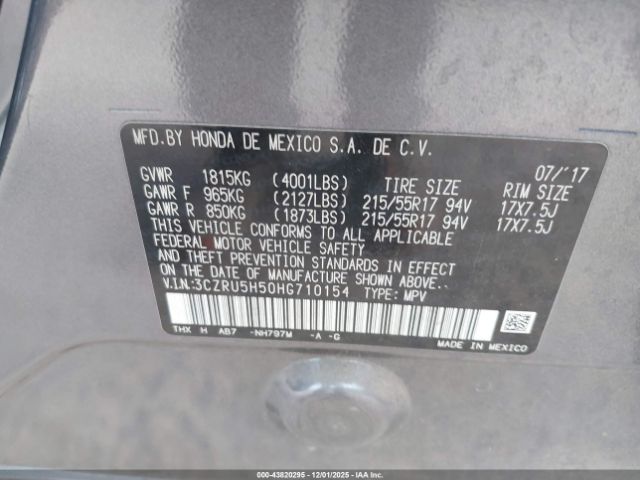 MFD.BY HONDA DE MEXICO S.A. DE C.V.
07/'17
GVWR 1815KG (4001LBS) TIRE SIZE RIM SIZE
GAWR F 965KG (2127LBS) 215/55R17 94V 17X7.5J
GAWR R 850KG (1873LBS) 215/55R17 94V 17X7.5J
THIS VEHICLE CONFORMS TO ALL APPLICABLE
FEDERAL MOTOR VEHICLE SAFETY
AND THEFT PREVENTION STANDARDS IN EFFECT
ON THE DATE OF MANUFACTURE SHOWN ABOVE.
V.I.N.:3CZRU5H50HG710154 TYPE: MPV
THX H AB7 -NH797M -A -G
MADE IN MEXICO
000-43820295 - 12/01/2025 - IAAI.COM